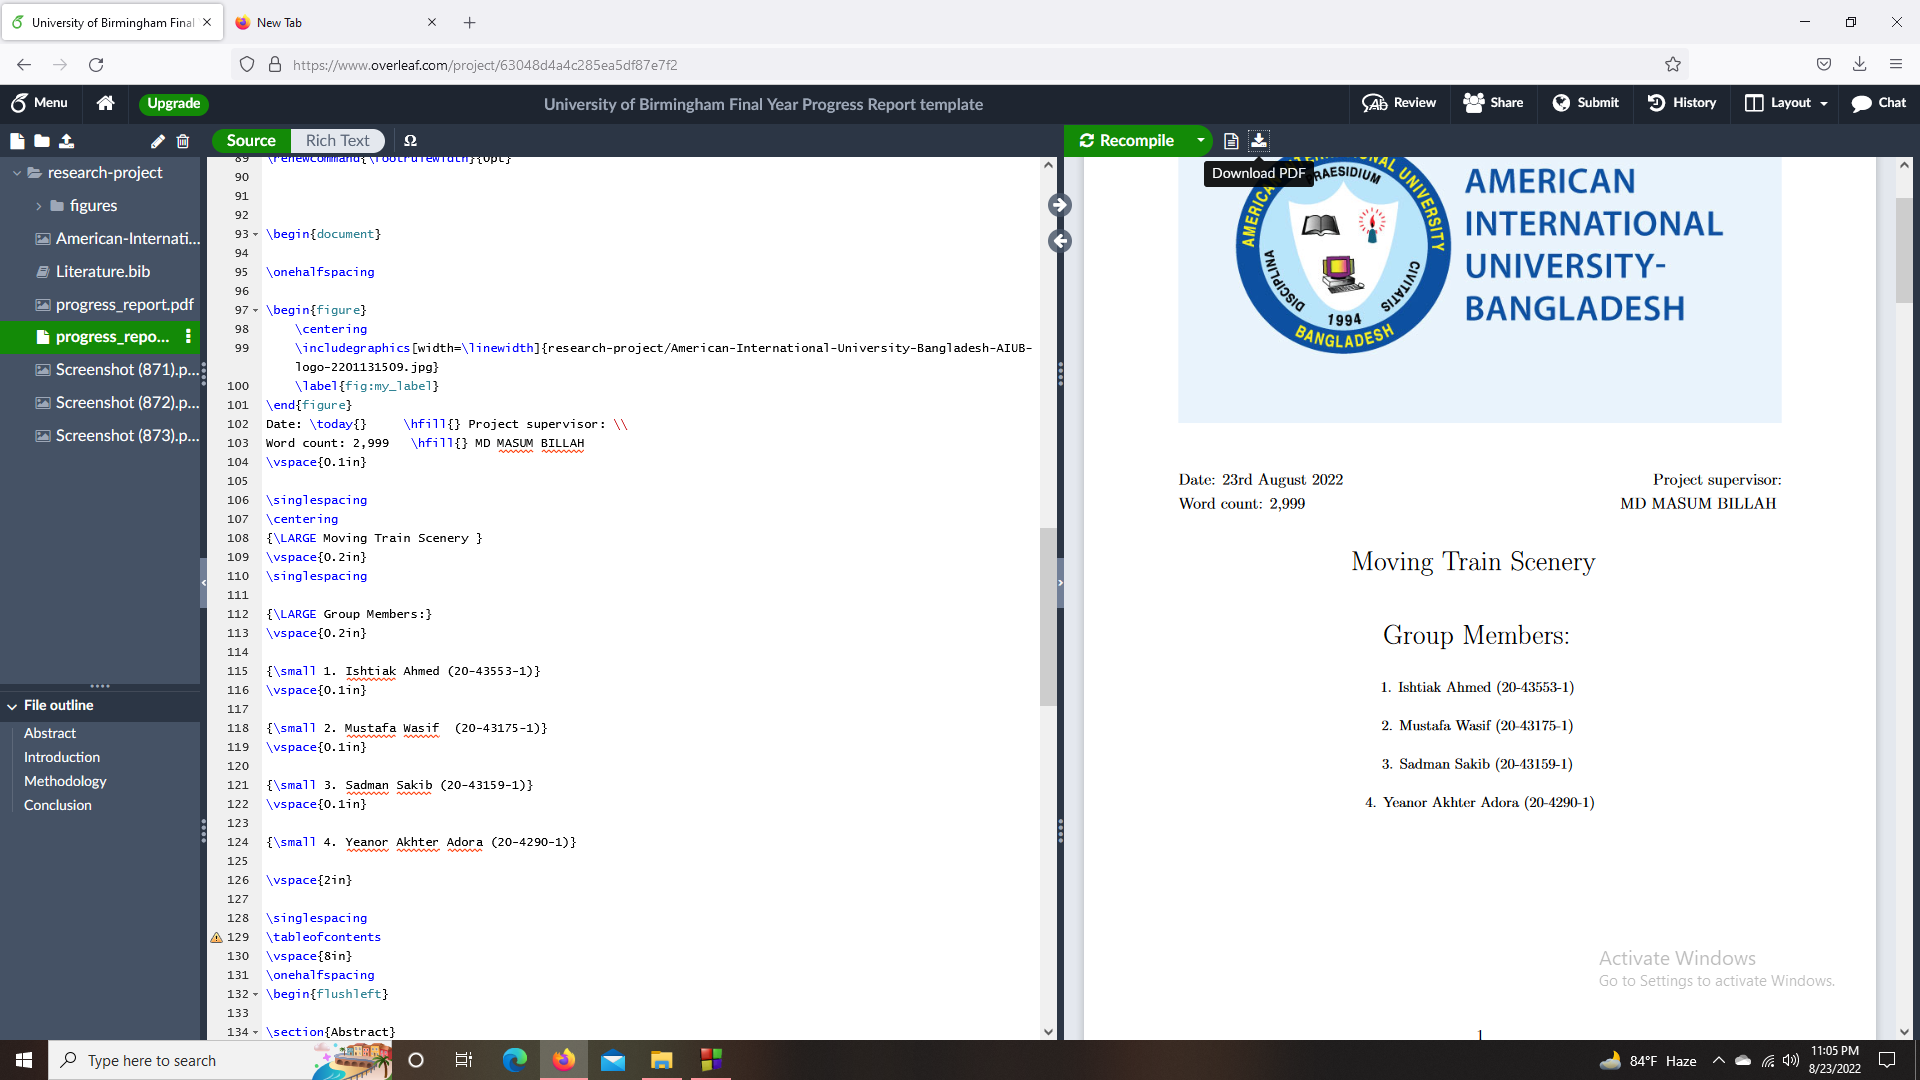 University of Birmingham Final
New Tab
https://www.overleaf.com/project/63048d4a4c285ea5df87e7f2
Menu
Upgrade
University of Birmingham Final Year Progress Report template
Review
Share
Submit
History
Layout
Chat
Source
Rich Text
Ω
Recompile
Download PDF
research-project
figures
American-Internati...
Literature.bib
progress_report.pdf
progress_repo...
Screenshot (871).p...
Screenshot (872).p...
Screenshot (873).p...
File outline
Abstract
Introduction
Methodology
Conclusion
89 \renewcommand{\footrulewidth}{0pt}
90
91
92
93 \begin{document}
94
95 \onehalfspacing
96
97 \begin{figure}
98 \centering
99 \includegraphics[width=\linewidth]{research-project/American-International-University-Bangladesh-AIUB-
logo-2201131509.jpg}
100 \label{fig:my_label}
101 \end{figure}
102 Date: \today{} \hfill{} Project supervisor: \\
103 Word count: 2,999 \hfill{} MD MASUM BILLAH
104 \vspace{0.1in}
105
106 \singlespacing
107 \centering
108 {\LARGE Moving Train Scenery }
109 \vspace{0.2in}
110 \singlespacing
111
112 {\LARGE Group Members:}
113 \vspace{0.2in}
114
115 {\small 1. Ishtiak Ahmed (20-43553-1)}
116 \vspace{0.1in}
117
118 {\small 2. Mustafa Wasif  (20-43175-1)}
119 \vspace{0.1in}
120
121 {\small 3. Sadman Sakib (20-43159-1)}
122 \vspace{0.1in}
123
124 {\small 4. Yeanor Akhter Adora (20-4290-1)}
125
126 \vspace{2in}
127
128 \singlespacing
129 \tableofcontents
130 \vspace{8in}
131 \onehalfspacing
132 \begin{flushleft}
133
134 \section{Abstract}
AMERICAN INTERNATIONAL UNIVERSITY
PRAESIDIUM
DISCIPLINA
CIVITATIS
1994
BANGLADESH
AMERICAN
INTERNATIONAL
UNIVERSITY-
BANGLADESH
Date: 23rd August 2022
Project supervisor:
Word count: 2,999
MD MASUM BILLAH
Moving Train Scenery
Group Members:
1. Ishtiak Ahmed (20-43553-1)
2. Mustafa Wasif (20-43175-1)
3. Sadman Sakib (20-43159-1)
4. Yeanor Akhter Adora (20-4290-1)
1
Activate Windows
Go to Settings to activate Windows.
Type here to search
84°F Haze
11:05 PM
8/23/2022